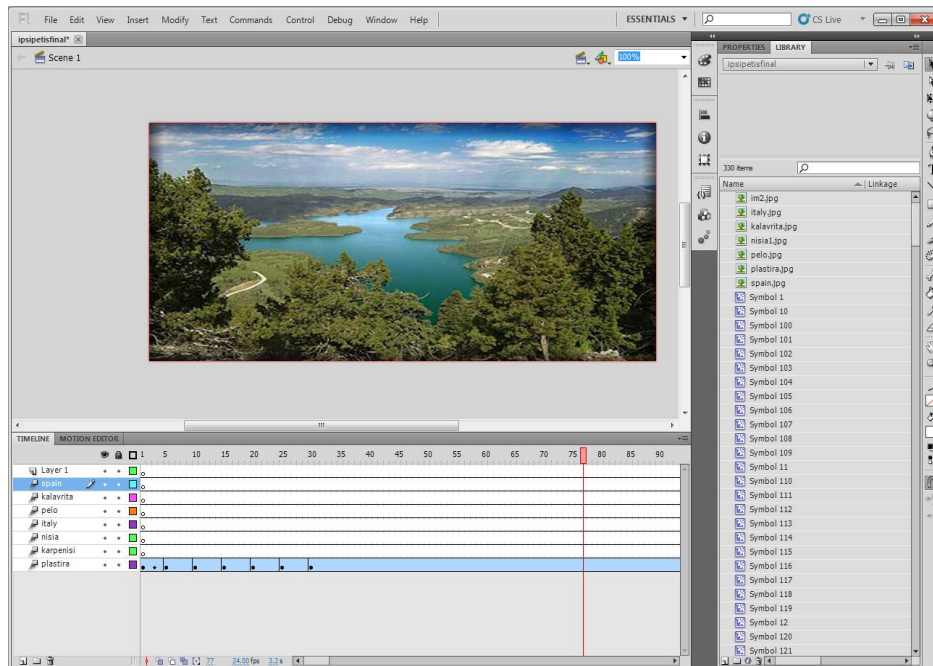 Fl File Edit View Insert Modify Text Commands Control Debug Window Help ESSENTIALS CS Live
ipsipetisfinal*
Scene 1 100%
PROPERTIES LIBRARY
ipsipetisfinal
330 items
Name Linkage
im2.jpg
italy.jpg
kalavrita.jpg
nisia1.jpg
pelo.jpg
plastira.jpg
spain.jpg
Symbol 1
Symbol 10
Symbol 100
Symbol 101
Symbol 102
Symbol 103
Symbol 104
Symbol 105
Symbol 106
Symbol 107
Symbol 108
Symbol 109
Symbol 11
Symbol 110
Symbol 111
Symbol 112
Symbol 113
Symbol 114
Symbol 115
Symbol 116
Symbol 117
Symbol 118
Symbol 119
Symbol 12
Symbol 120
Symbol 121
TIMELINE MOTION EDITOR
1 5 10 15 20 25 30 35 40 45 50 55 60 65 70 75 80 85 90
Layer 1
spain
kalavrita
pelo
italy
nisia
karpenisi
plastira
77 24.00 fps 3.2 s